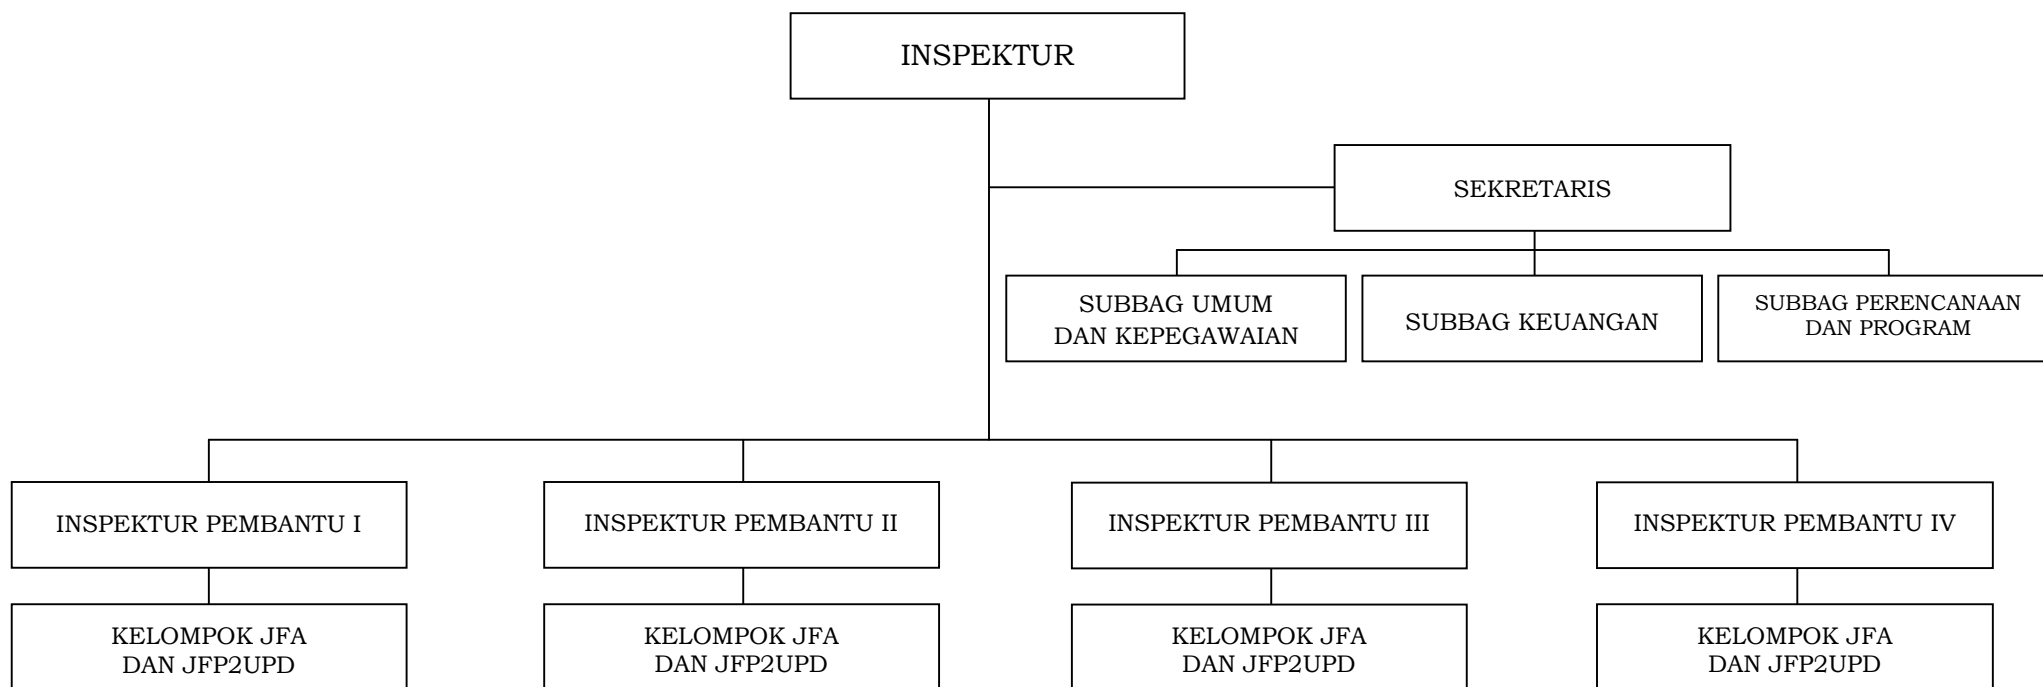 INSPEKTUR
SEKRETARIS
SUBBAG UMUM
DAN KEPEGAWAIAN
SUBBAG KEUANGAN
SUBBAG PERENCANAAN
DAN PROGRAM
INSPEKTUR PEMBANTU I
INSPEKTUR PEMBANTU II
INSPEKTUR PEMBANTU III
INSPEKTUR PEMBANTU IV
KELOMPOK JFA
DAN JFP2UPD
KELOMPOK JFA
DAN JFP2UPD
KELOMPOK JFA
DAN JFP2UPD
KELOMPOK JFA
DAN JFP2UPD